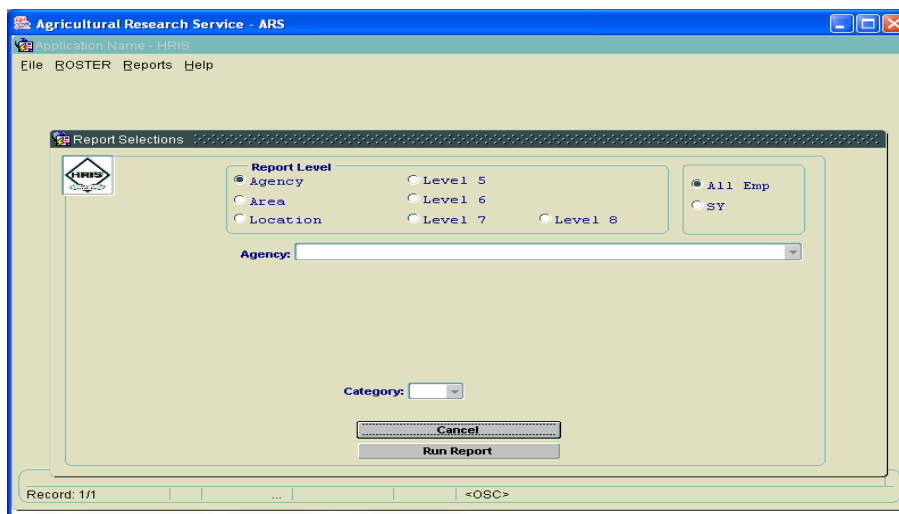 Agricultural Research Service - ARS
Application Name - HRIS
File ROSTER Reports Help
Report Selections
HRIS
Report Level
Agency Level 5 All Emp
Area Level 6 SY
Location Level 7 Level 8
Agency:
Category:
Cancel
Run Report
Record: 1/1 ... <OSC>